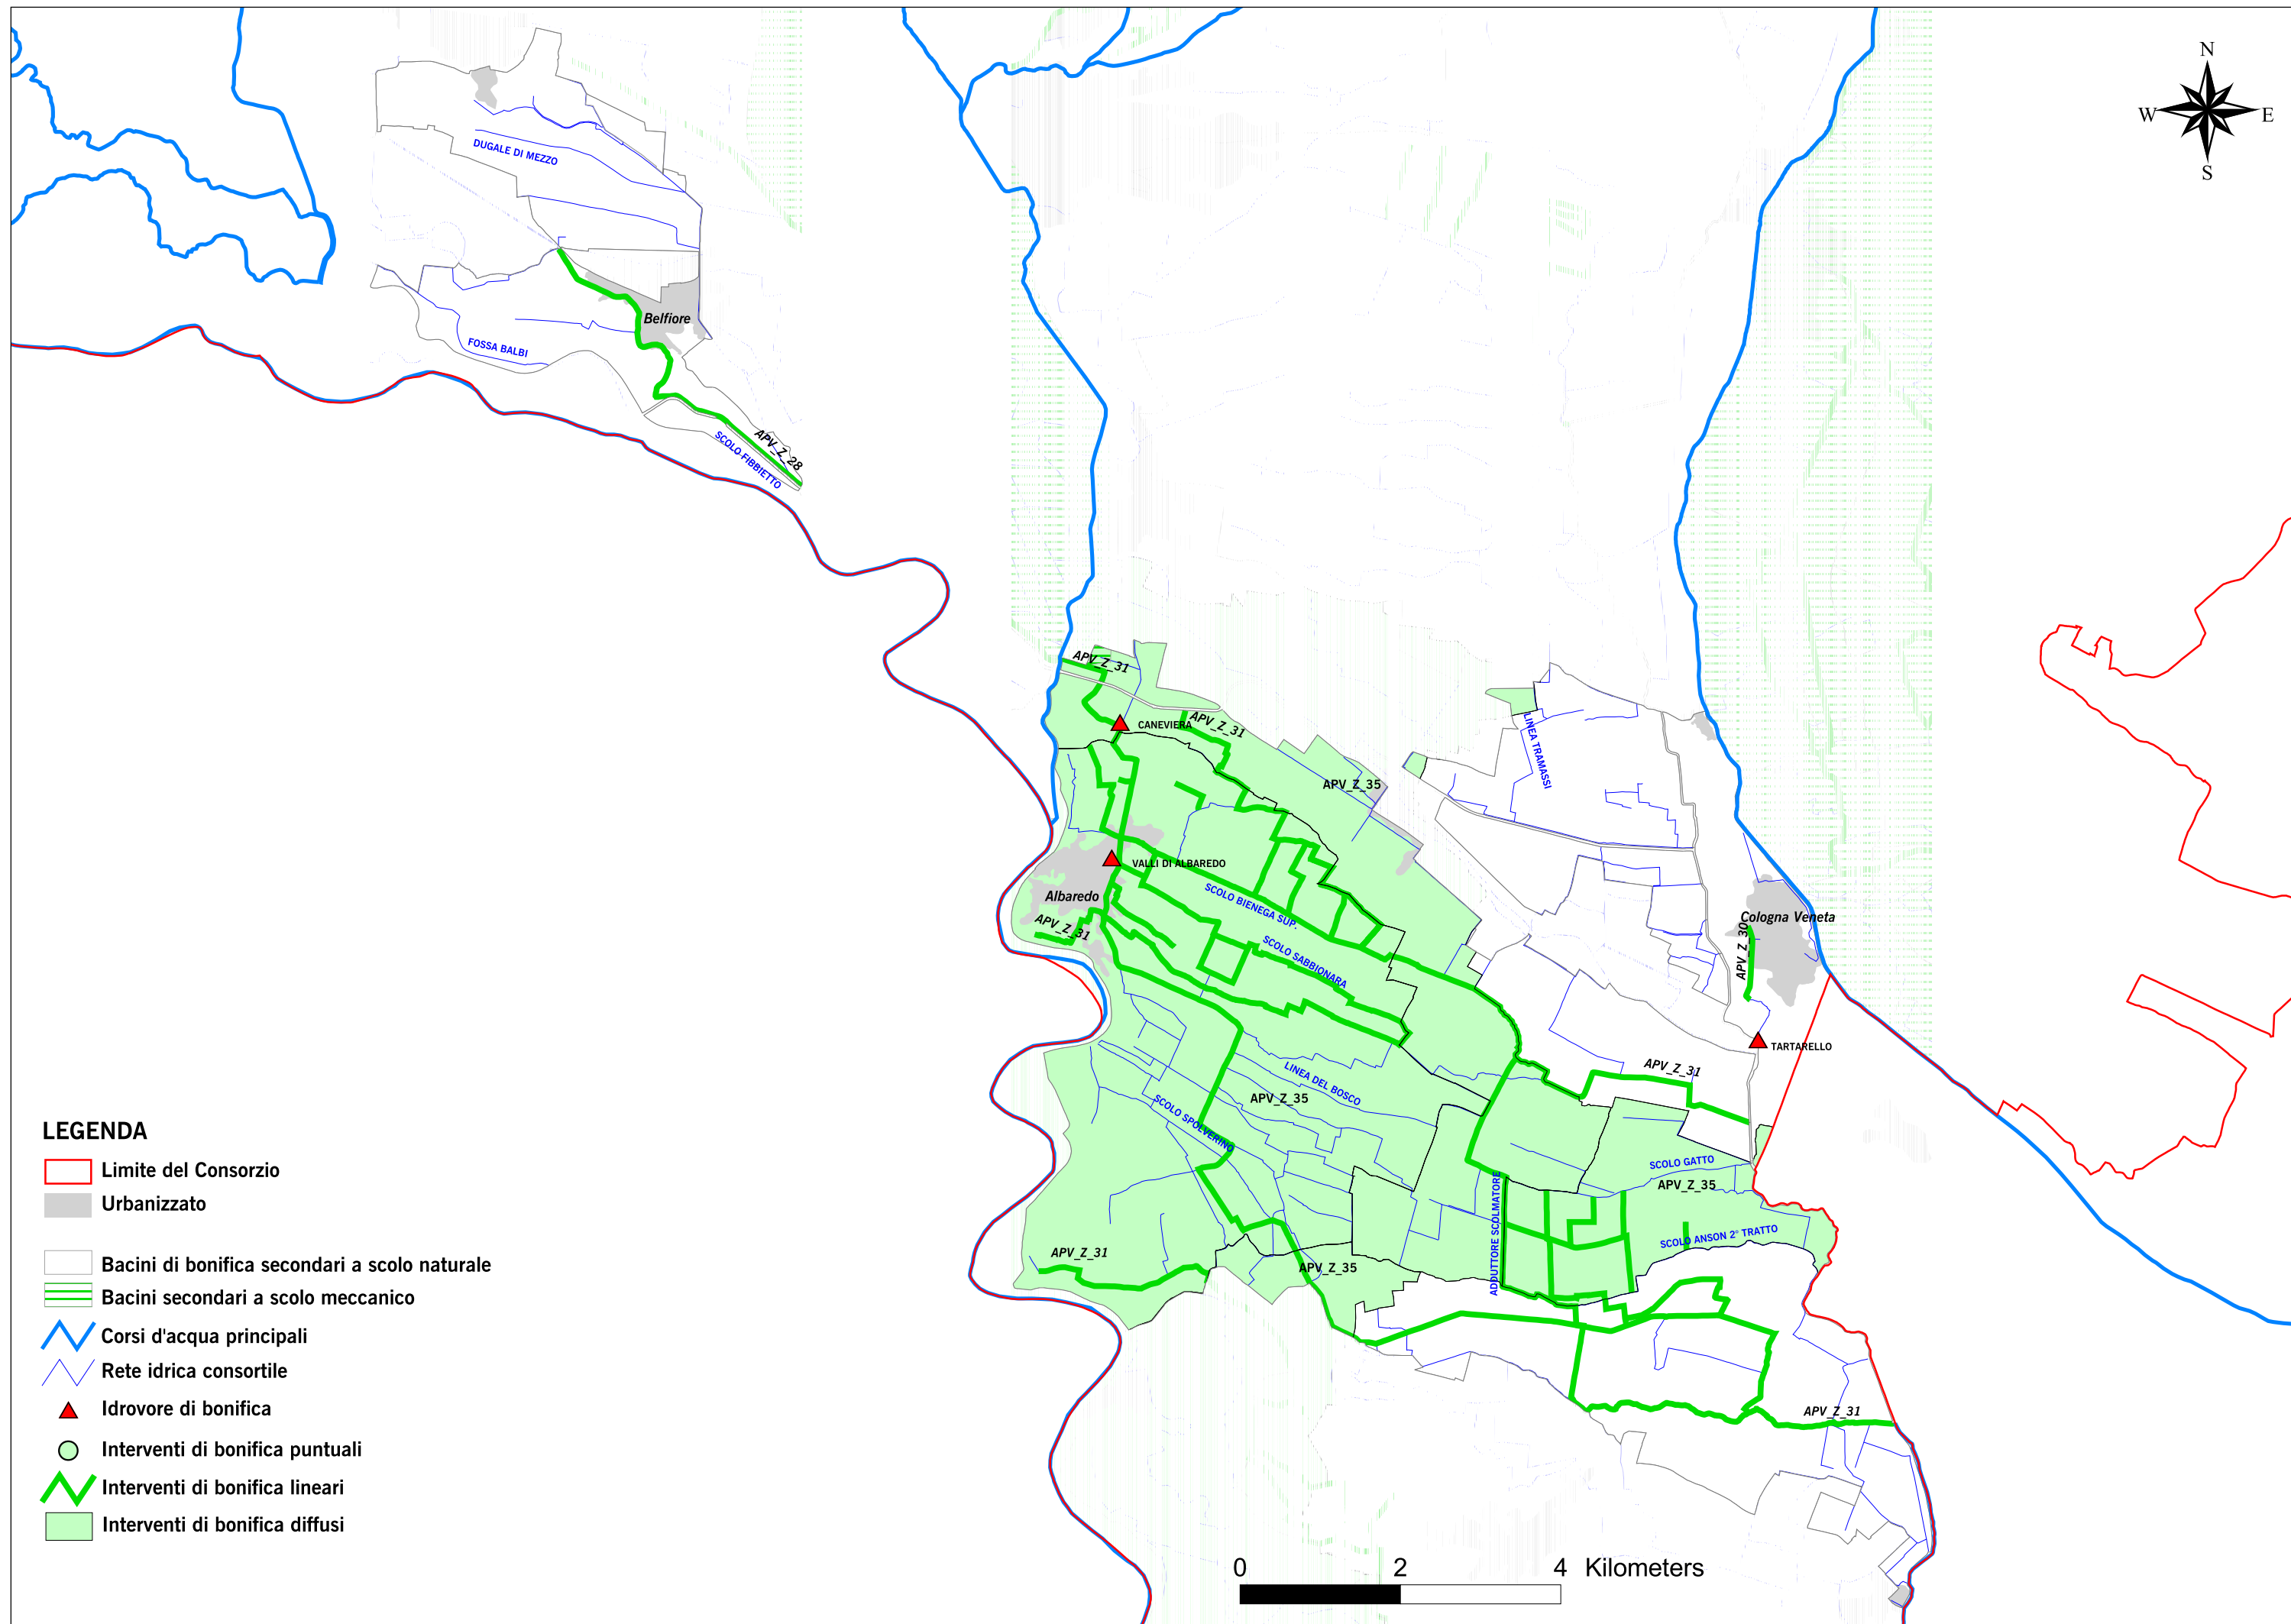 N
W
E
S
DUGALE DI MEZZO
Belfiore
FOSSA BALBI
APV_Z_28
SCOLO FIBBIETTO
APV_Z_31
CANEVIERA
APV_Z_31
LINEA TRAMASSI
APV_Z_35
VALLI DI ALBAREDO
Albaredo
SCOLO BIENEGA SUP.
Cologna Veneta
APV_Z_31
APV_Z_30
SCOLO SABBIONARA
TARTARELLO
APV_Z_31
LINEA DEL BOSCO
APV_Z_35
SCOLO SPOLVERINO
SCOLO GATTO
APV_Z_35
ADDUTTORE SCOLMATORE
SCOLO ANSON 2° TRATTO
APV_Z_31
APV_Z_35
APV_Z_31
LEGENDA
Limite del Consorzio
Urbanizzato
Bacini di bonifica secondari a scolo naturale
Bacini secondari a scolo meccanico
Corsi d'acqua principali
Rete idrica consortile
Idrovore di bonifica
Interventi di bonifica puntuali
Interventi di bonifica lineari
Interventi di bonifica diffusi
0 2 4 Kilometers